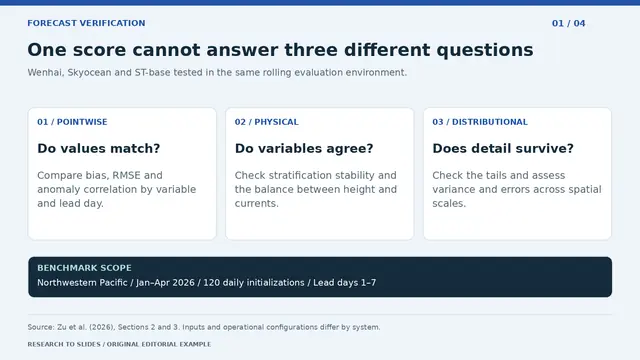 FORECAST VERIFICATION
01 / 04
One score cannot answer three different questions
Wenhai, Skyocean and ST-base tested in the same rolling evaluation environment.
01 / POINTWISE
Do values match?
Compare bias, RMSE and
anomaly correlation by variable
and lead day.
02 / PHYSICAL
Do variables agree?
Check stratification stability and
the balance between height and
currents.
03 / DISTRIBUTIONAL
Does detail survive?
Check the tails and assess
variance and errors across spatial
scales.
BENCHMARK SCOPE
Northwestern Pacific / Jan–Apr 2026 / 120 daily initializations / Lead days 1–7
Source: Zu et al. (2026), Sections 2 and 3. Inputs and operational configurations differ by system.
RESEARCH TO SLIDES / ORIGINAL EDITORIAL EXAMPLE